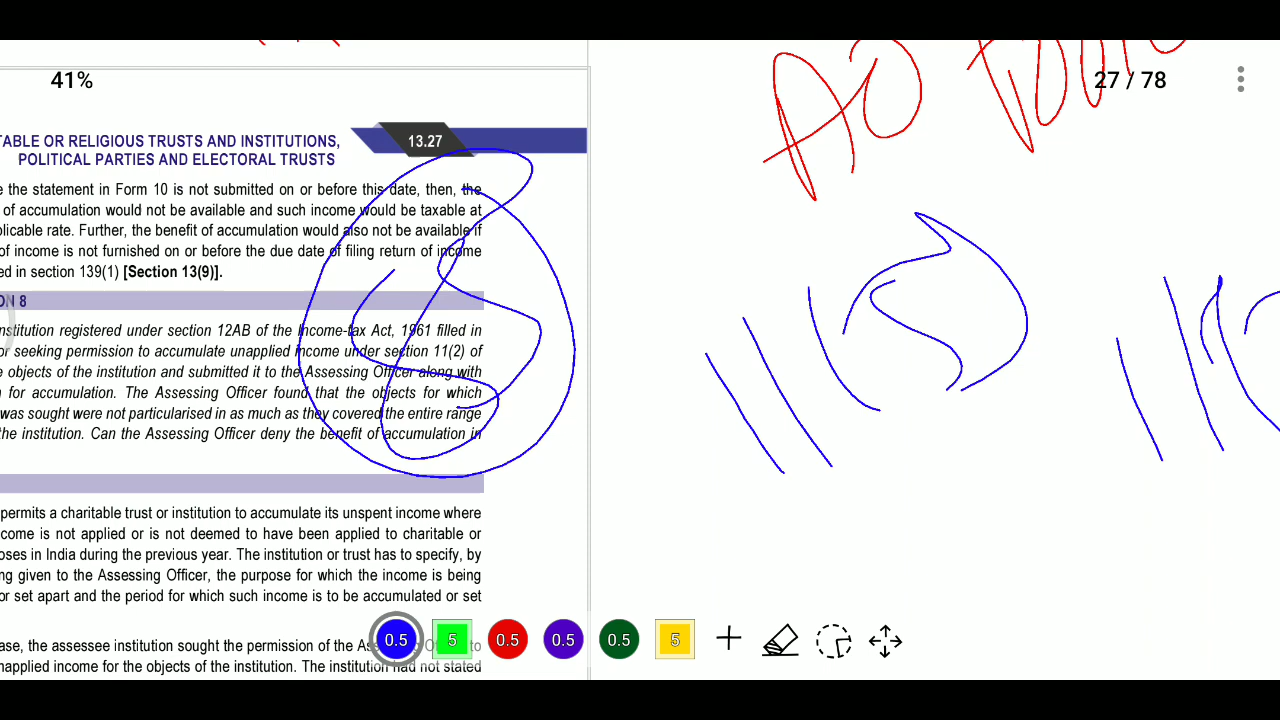 41%
27 / 78
TABLE OR RELIGIOUS TRUSTS AND INSTITUTIONS,
POLITICAL PARTIES AND ELECTORAL TRUSTS
13.27
e the statement in Form 10 is not submitted on or before this date, then, the
of accumulation would not be available and such income would be taxable at
plicable rate. Further, the benefit of accumulation would also not be available if
of income is not furnished on or before the due date of filing return of income
ed in section 139(1) [Section 13(9)].
ON 8
nstitution registered under section 12AB of the Income-tax Act, 1961 filled in
or seeking permission to accumulate unapplied income under section 11(2) of
e objects of the institution and submitted it to the Assessing Officer along with
n for accumulation. The Assessing Officer found that the objects for which
was sought were not particularised in as much as they covered the entire range
the institution. Can the Assessing Officer deny the benefit of accumulation in
permits a charitable trust or institution to accumulate its unspent income where
come is not applied or is not deemed to have been applied to charitable or
oses in India during the previous year. The institution or trust has to specify, by
ng given to the Assessing Officer, the purpose for which the income is being
or set apart and the period for which such income is to be accumulated or set
ase, the assessee institution sought the permission of the to
napplied income for the objects of the institution. The institution had not stated
AO
0.5 5 0.5 0.5 0.5 5